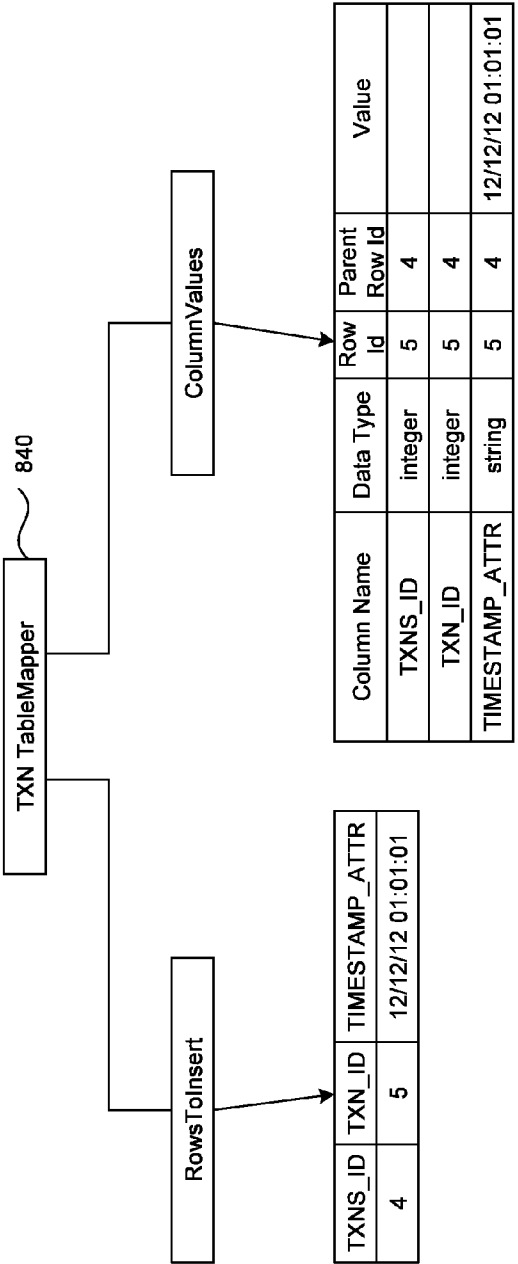 TXN TableMapper
840
RowsToInsert
ColumnValues
TXNS_ID TXN_ID TIMESTAMP_ATTR
4 5 12/12/12 01:01:01
Column Name Data Type Row Id Parent Row Id Value
TXNS_ID integer 5 4
TXN_ID integer 5 4
TIMESTAMP_ATTR string 5 4 12/12/12 01:01:01